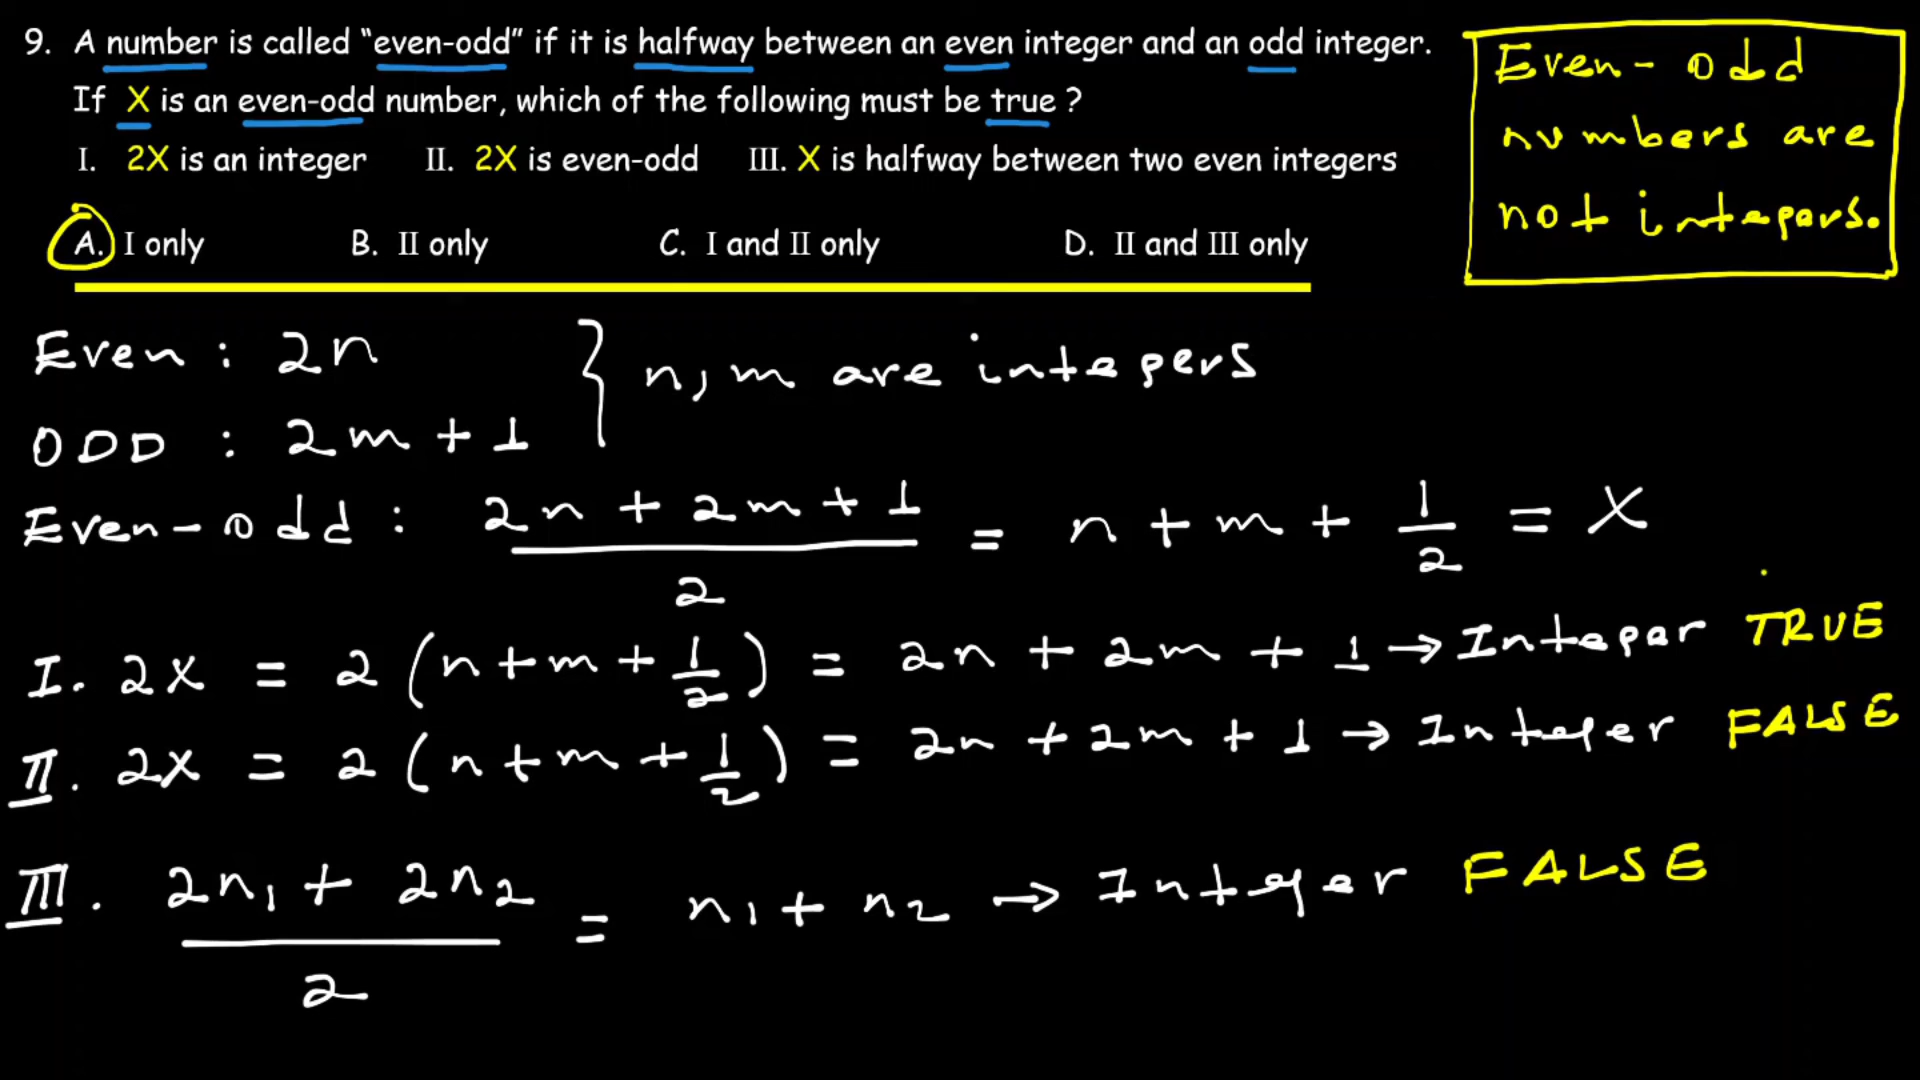 9. A number is called “even-odd” if it is halfway between an even integer and an odd integer.
If X is an even-odd number, which of the following must be true ?
I. 2X is an integer II. 2X is even-odd III. X is halfway between two even integers
A. I only B. II only C. I and II only D. II and III only
Even-odd
numbers are
not integers.
Even : 2n
ODD : 2m + 1
} n, m are integers
Even-odd : (2n + 2m + 1)/2 = n + m + 1/2 = X
I. 2X = 2 (n + m + 1/2) = 2n + 2m + 1 → Integer TRUE
II. 2X = 2 (n + m + 1/2) = 2n + 2m + 1 → Integer FALSE
III. (2n₁ + 2n₂)/2 = n₁ + n₂ → Integer FALSE